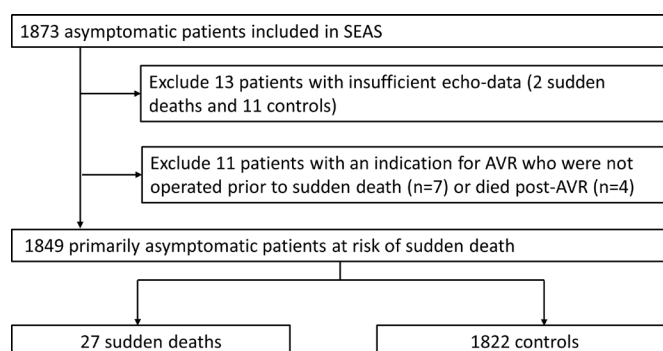 1873 asymptomatic patients included in SEAS
Exclude 13 patients with insufficient echo-data (2 sudden
deaths and 11 controls)
Exclude 11 patients with an indication for AVR who were not
operated prior to sudden death (n=7) or died post-AVR (n=4)
1849 primarily asymptomatic patients at risk of sudden death
27 sudden deaths
1822 controls